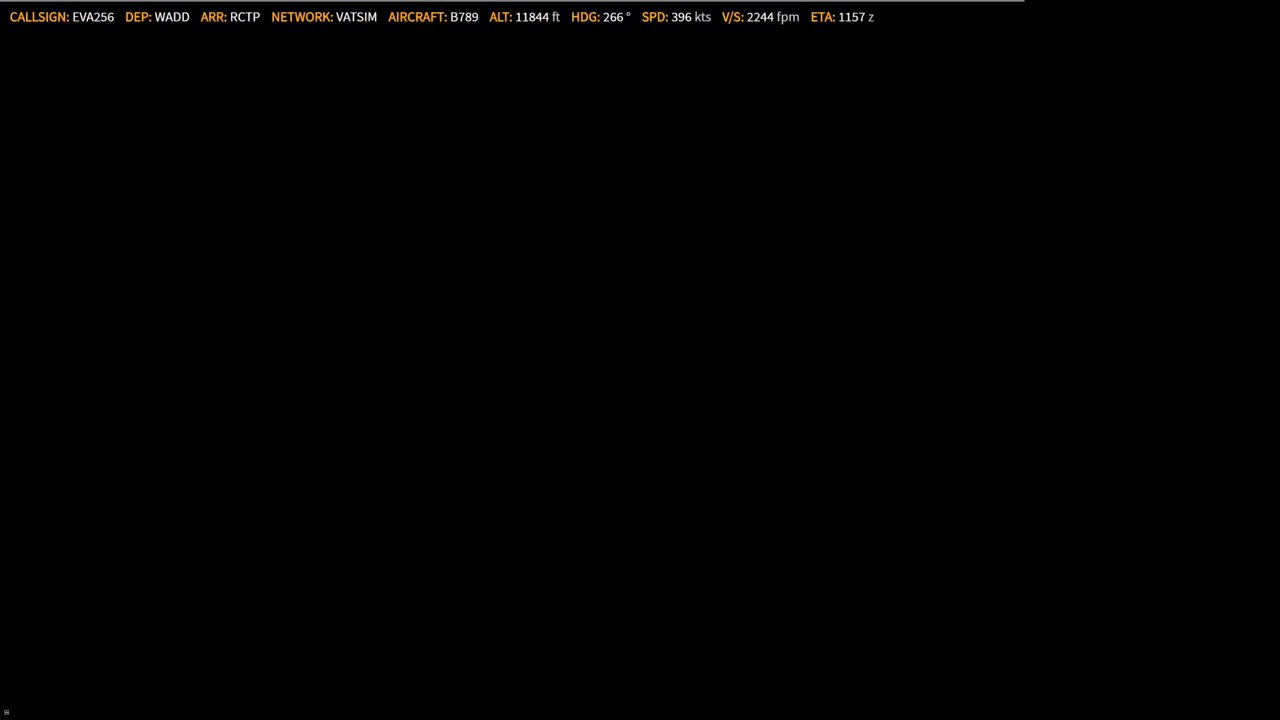 CALLSIGN: EVA256 DEP: WADD ARR: RCTP NETWORK: VATSIM AIRCRAFT: B789 ALT: 11844 ft HDG: 266 ° SPD: 396 kts V/S: 2244 fpm ETA: 1157 z